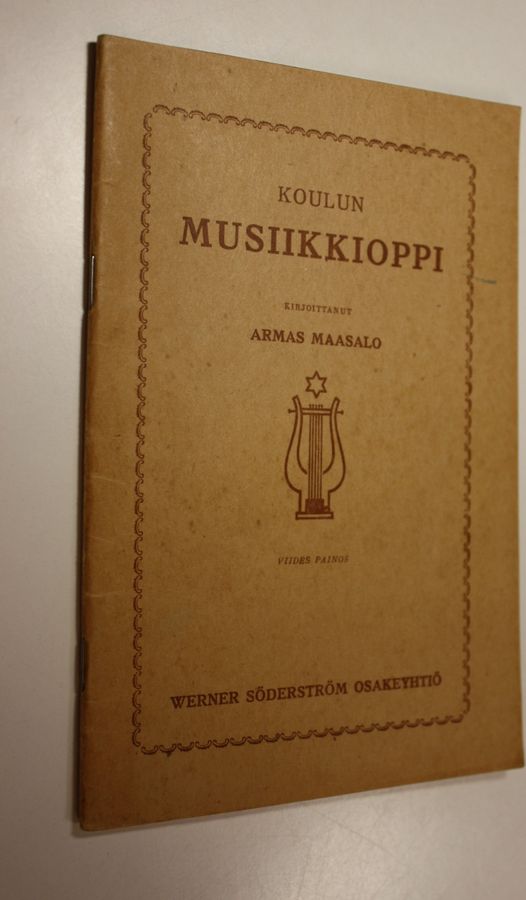 KOULUN
MUSIIKKIOPPI
KIRJOITTANUT
ARMAS MAASALO
VIIDES PAINOS
WERNER SÖDERSTRÖM OSAKEYHTIÖ